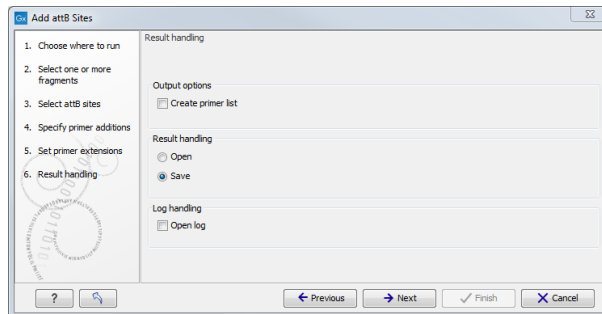 Gx Add attB Sites
1. Choose where to run
2. Select one or more
fragments
3. Select attB sites
4. Specify primer additions
5. Set primer extensions
6. Result handling
Result handling
Output options
Create primer list
Result handling
Open
Save
Log handling
Open log
?
Previous
Next
Finish
Cancel